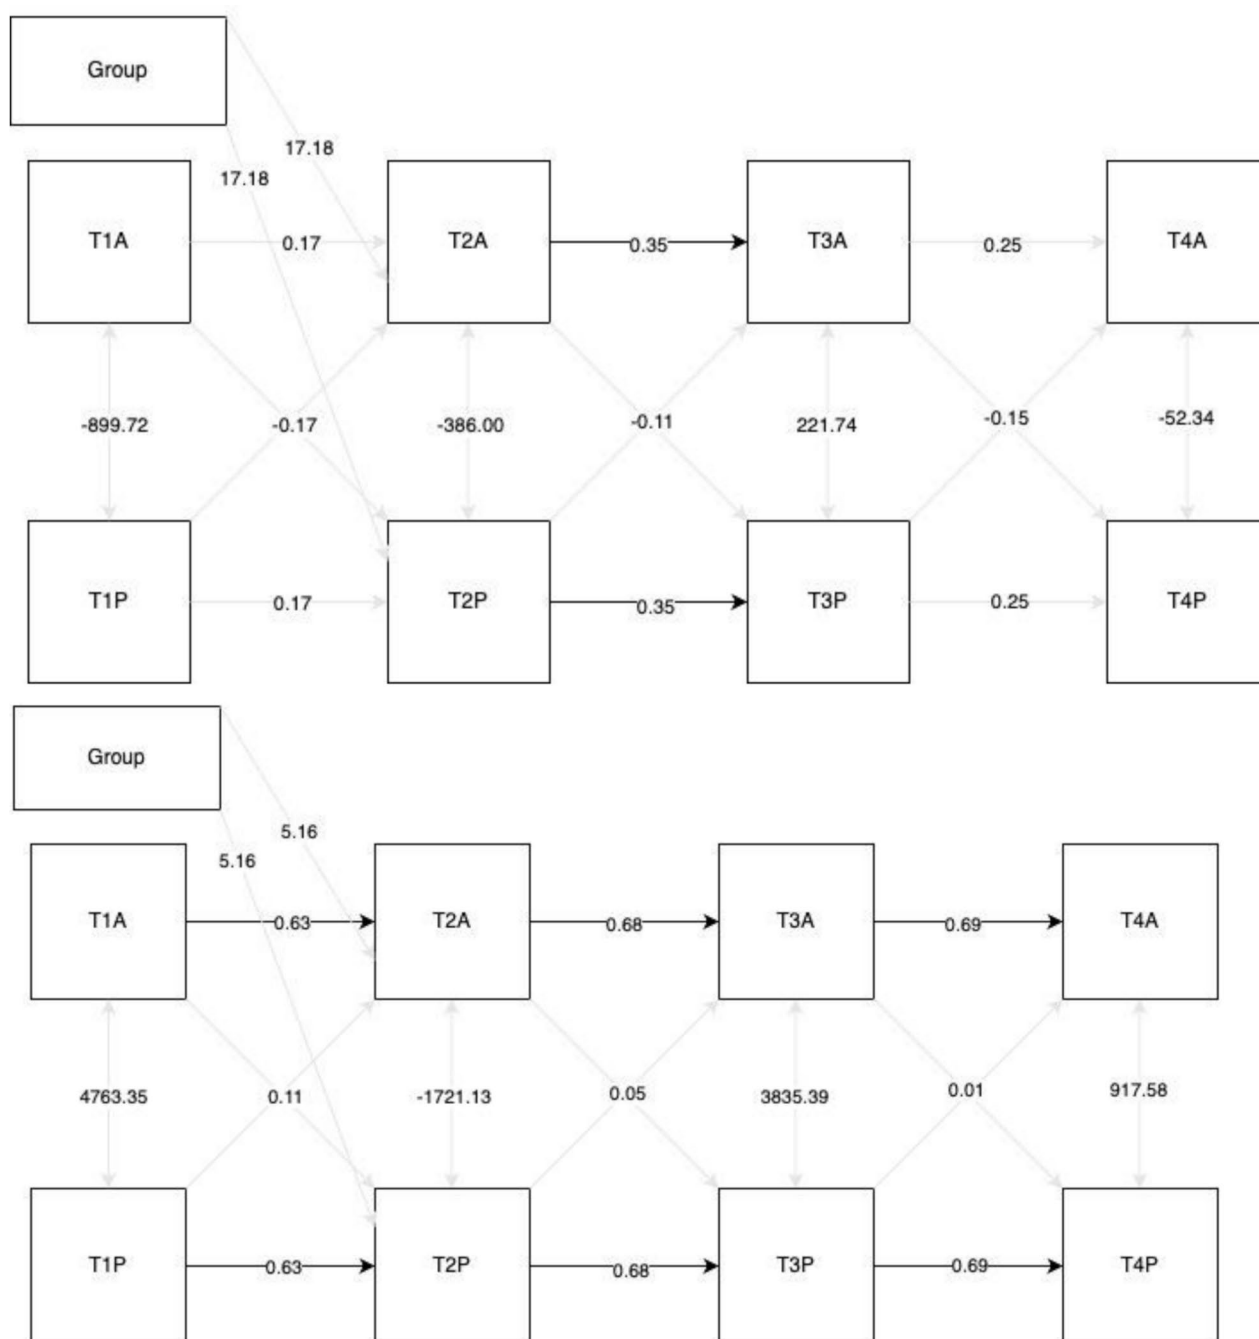 Group
17.18
17.18
T1A
0.17
T2A
0.35
T3A
0.25
T4A
-899.72
-0.17
-386.00
-0.11
221.74
-0.15
-52.34
T1P
0.17
T2P
0.35
T3P
0.25
T4P
Group
5.16
5.16
T1A
0.63
T2A
0.68
T3A
0.69
T4A
4763.35
0.11
-1721.13
0.05
3835.39
0.01
917.58
T1P
0.63
T2P
0.68
T3P
0.69
T4P